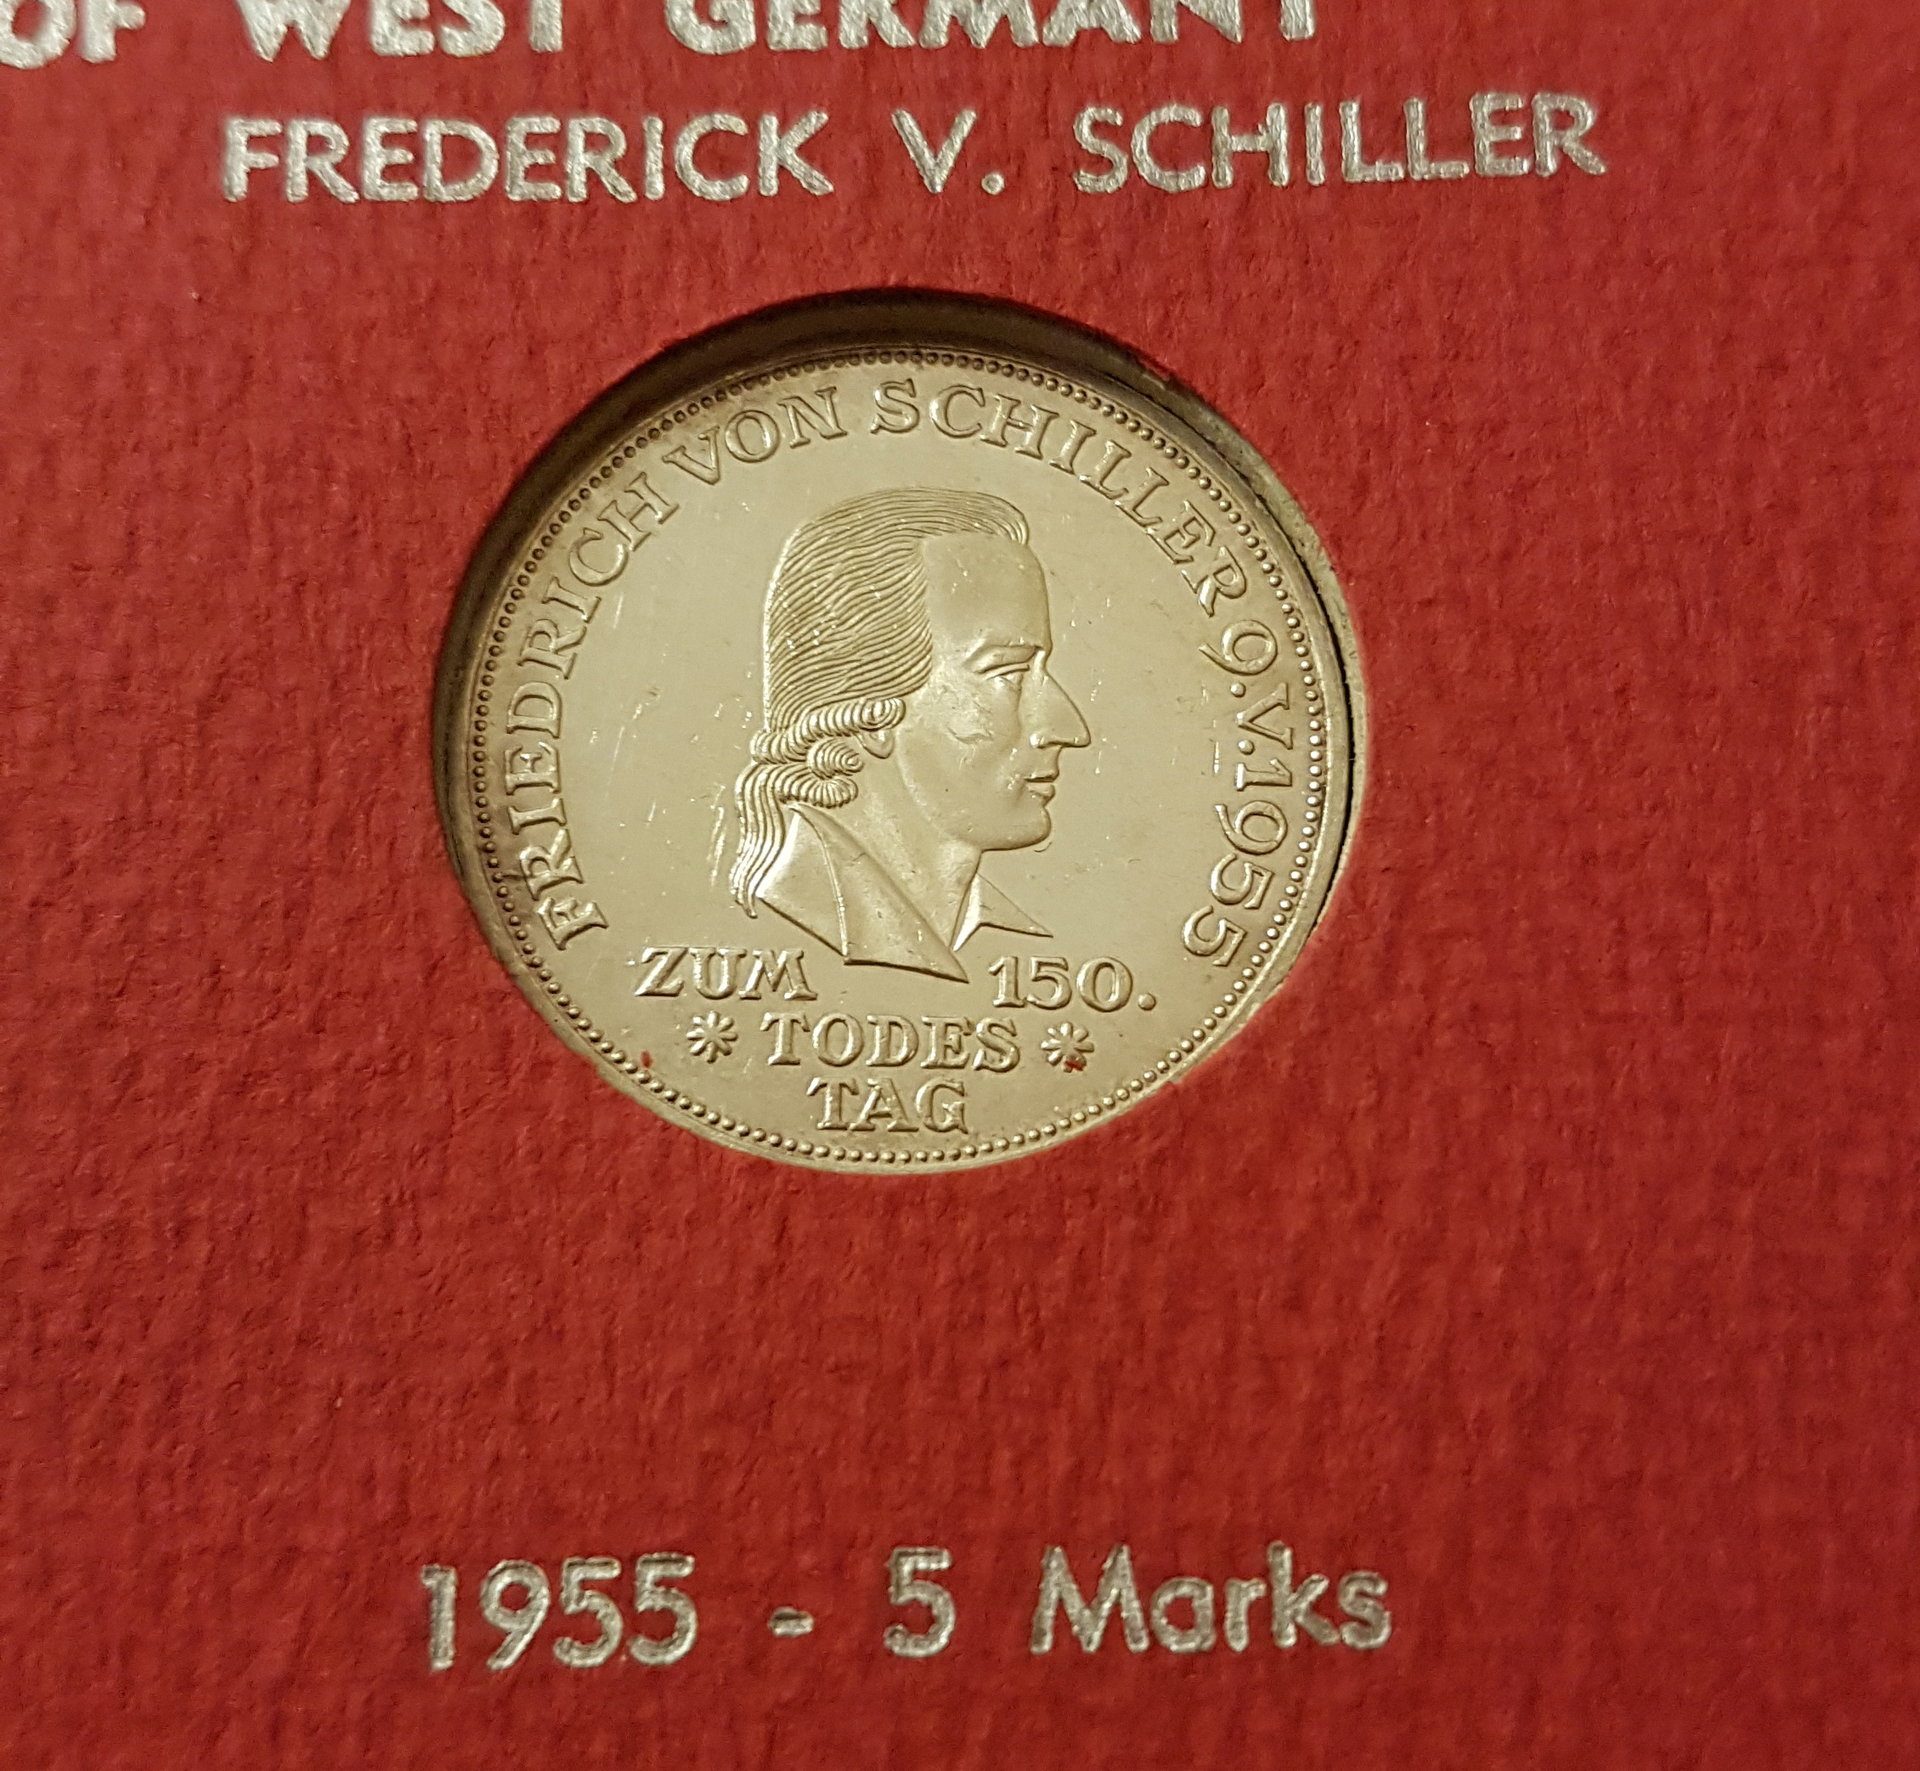 OF WEST GERMANY
FREDERICK V. SCHILLER
FRIEDRICH VON SCHILLER 9.V.1955
ZUM 150.
* TODES *
TAG
1955 - 5 Marks